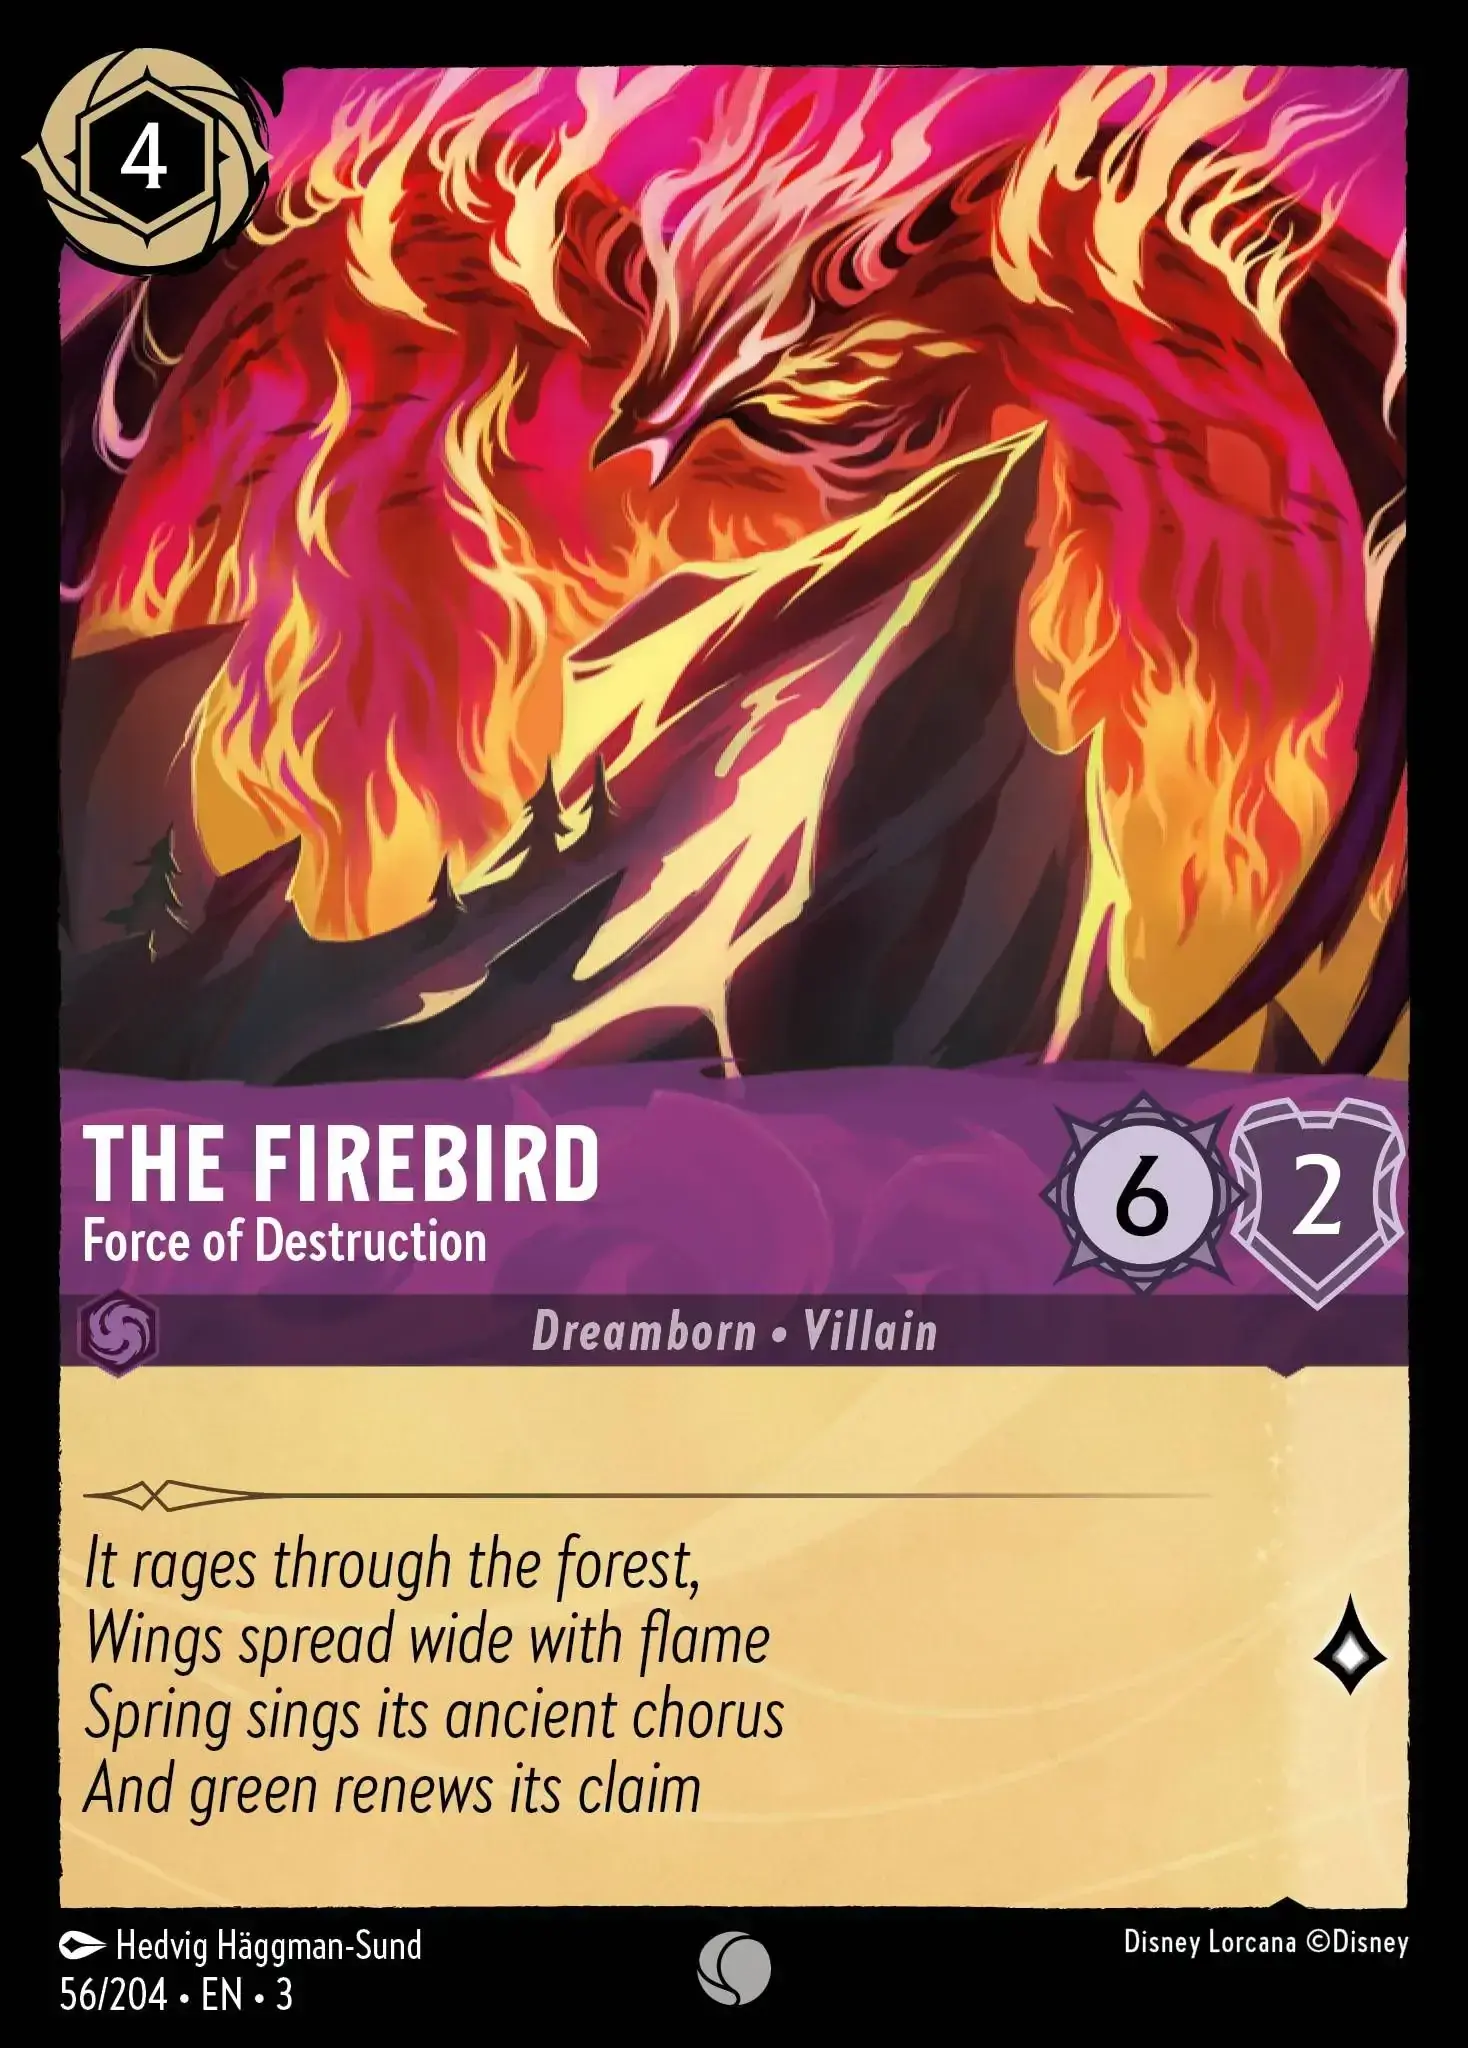 4
THE FIREBIRD
Force of Destruction
6
2
Dreamborn • Villain
It rages through the forest,
Wings spread wide with flame
Spring sings its ancient chorus
And green renews its claim
Hedvig Häggman-Sund
Disney Lorcana ©Disney
56/204 • EN • 3